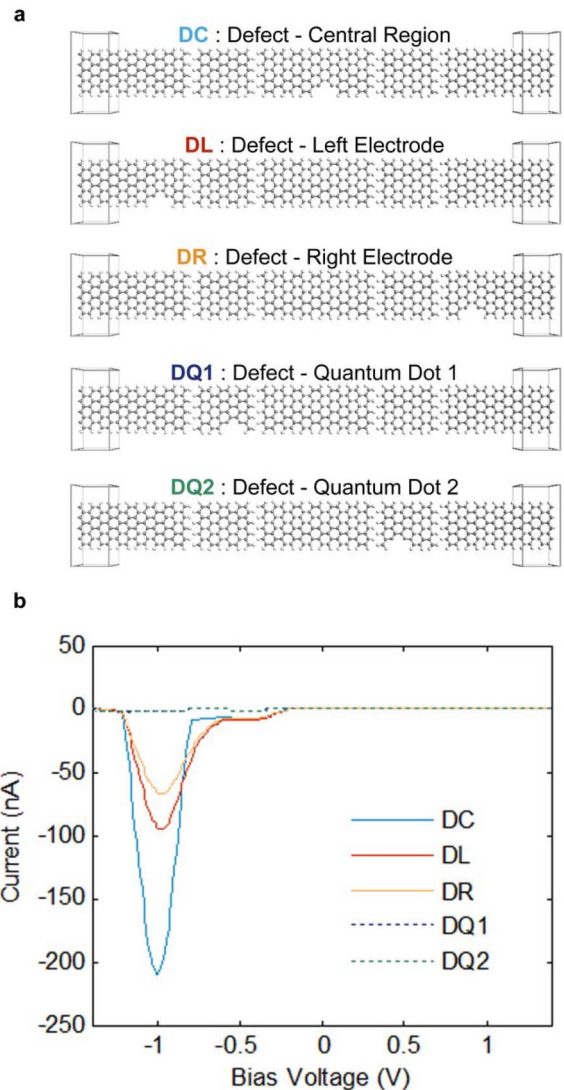 a
DC : Defect - Central Region
DL : Defect - Left Electrode
DR : Defect - Right Electrode
DQ1 : Defect - Quantum Dot 1
DQ2 : Defect - Quantum Dot 2
b
50
0
-50
-100
-150
-200
-250
Current (nA)
DC
DL
DR
DQ1
DQ2
-1
-0.5
0
0.5
1
Bias Voltage (V)